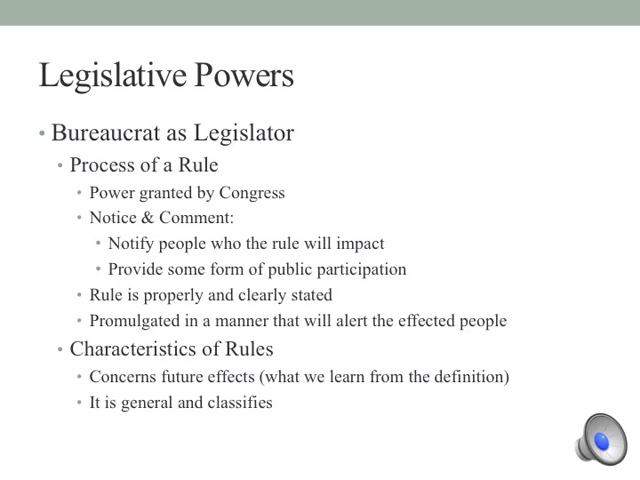 Legislative Powers
• Bureaucrat as Legislator
• Process of a Rule
• Power granted by Congress
• Notice & Comment:
• Notify people who the rule will impact
• Provide some form of public participation
• Rule is properly and clearly stated
• Promulgated in a manner that will alert the effected people
• Characteristics of Rules
• Concerns future effects (what we learn from the definition)
• It is general and classifies